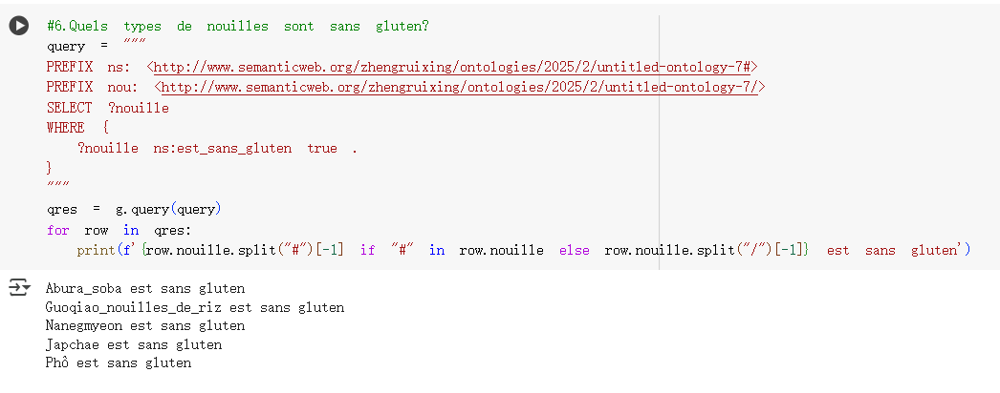 #6.Quels types de nouilles sont sans gluten?
query = """
PREFIX ns: <http://www.semanticweb.org/zhengruixing/ontologies/2025/2/untitled-ontology-7#>
PREFIX nou: <http://www.semanticweb.org/zhengruixing/ontologies/2025/2/untitled-ontology-7/>
SELECT ?nouille
WHERE {
    ?nouille ns:est_sans_gluten true .
}
"""
qres = g.query(query)
for row in qres:
    print(f'{row.nouille.split("#")[-1] if "#" in row.nouille else row.nouille.split("/")[-1]} est sans gluten')
Abura_soba est sans gluten
Guoqiao_nouilles_de_riz est sans gluten
Nanegmyeon est sans gluten
Japchae est sans gluten
Phô est sans gluten